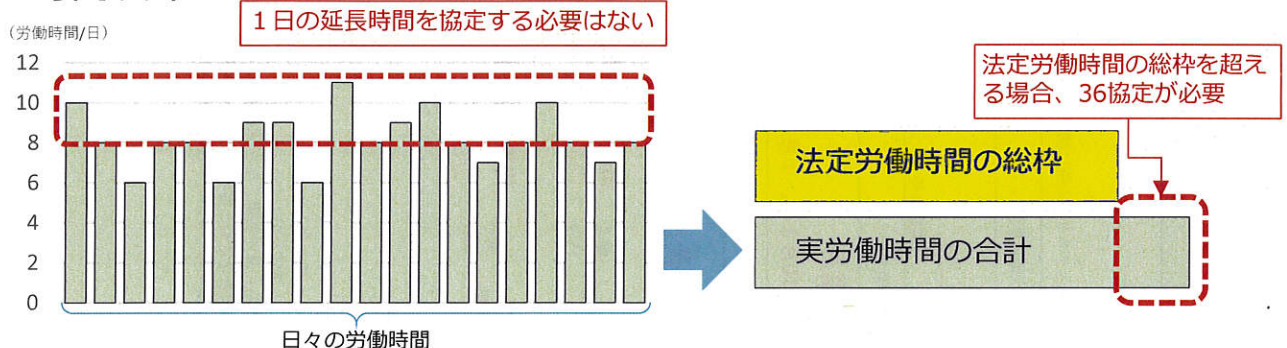 １日の延長時間を協定する必要はない
（労働時間/日）
12
10
8
6
4
2
0
日々の労働時間
法定労働時間の総枠を超え
る場合、36協定が必要
法定労働時間の総枠
実労働時間の合計